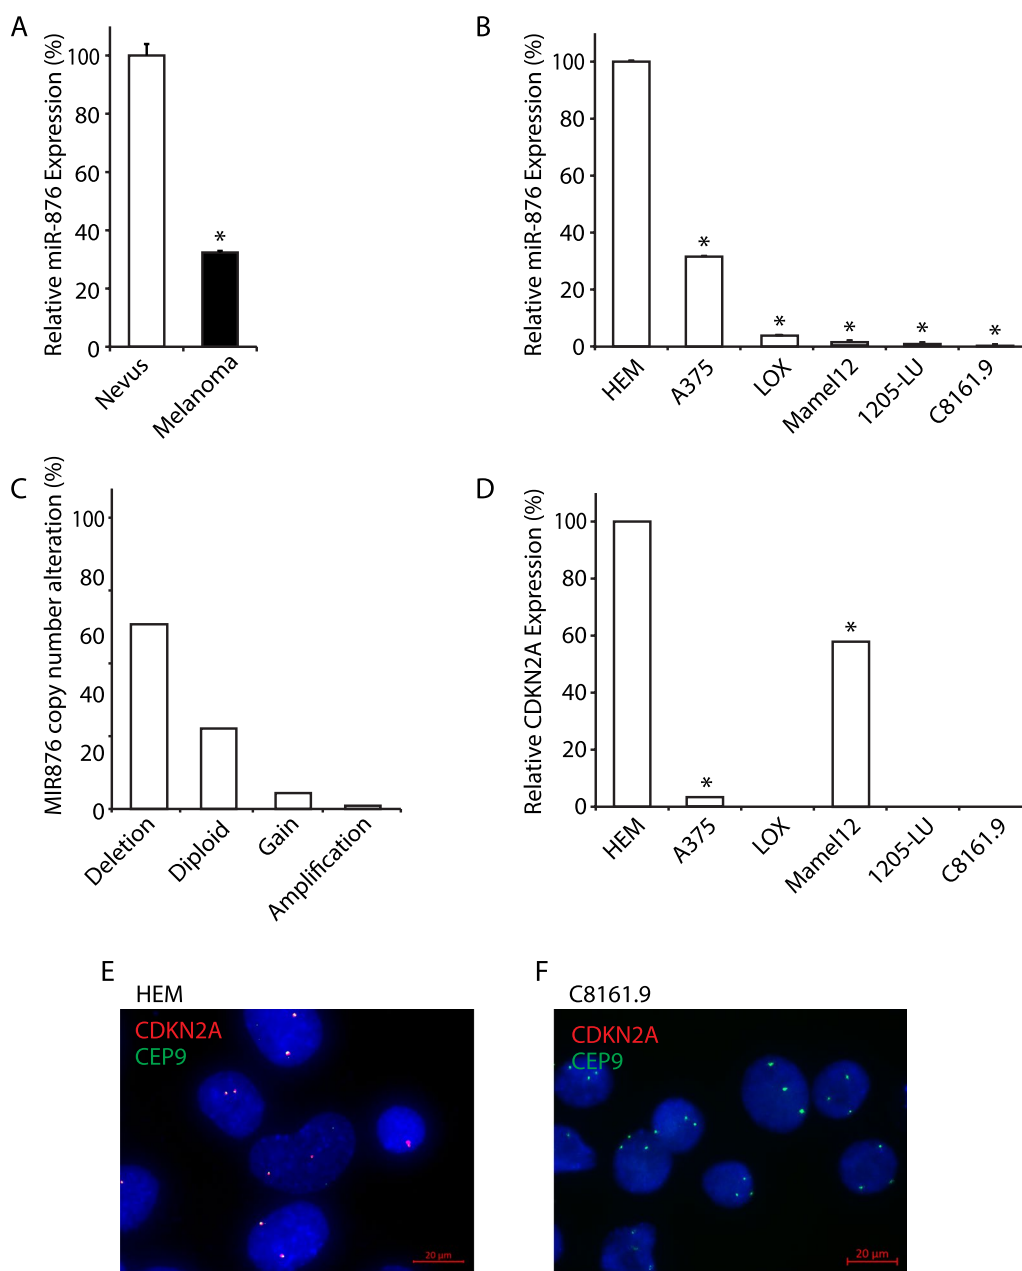 A
Relative miR-876 Expression (%)
100
80
60
40
20
0
*
Nevus
Melanoma
B
Relative miR-876 Expression (%)
100
80
60
40
20
0
*
*
*
*
*
HEM
A375
LOX
Mamel12
1205-LU
C8161.9
C
MIR876 copy number alteration (%)
100
80
60
40
20
0
Deletion
Diploid
Gain
Amplification
D
Relative CDKN2A Expression (%)
100
80
60
40
20
0
*
*
HEM
A375
LOX
Mamel12
1205-LU
C8161.9
E
HEM
CDKN2A
CEP9
20 µm
F
C8161.9
CDKN2A
CEP9
20 µm